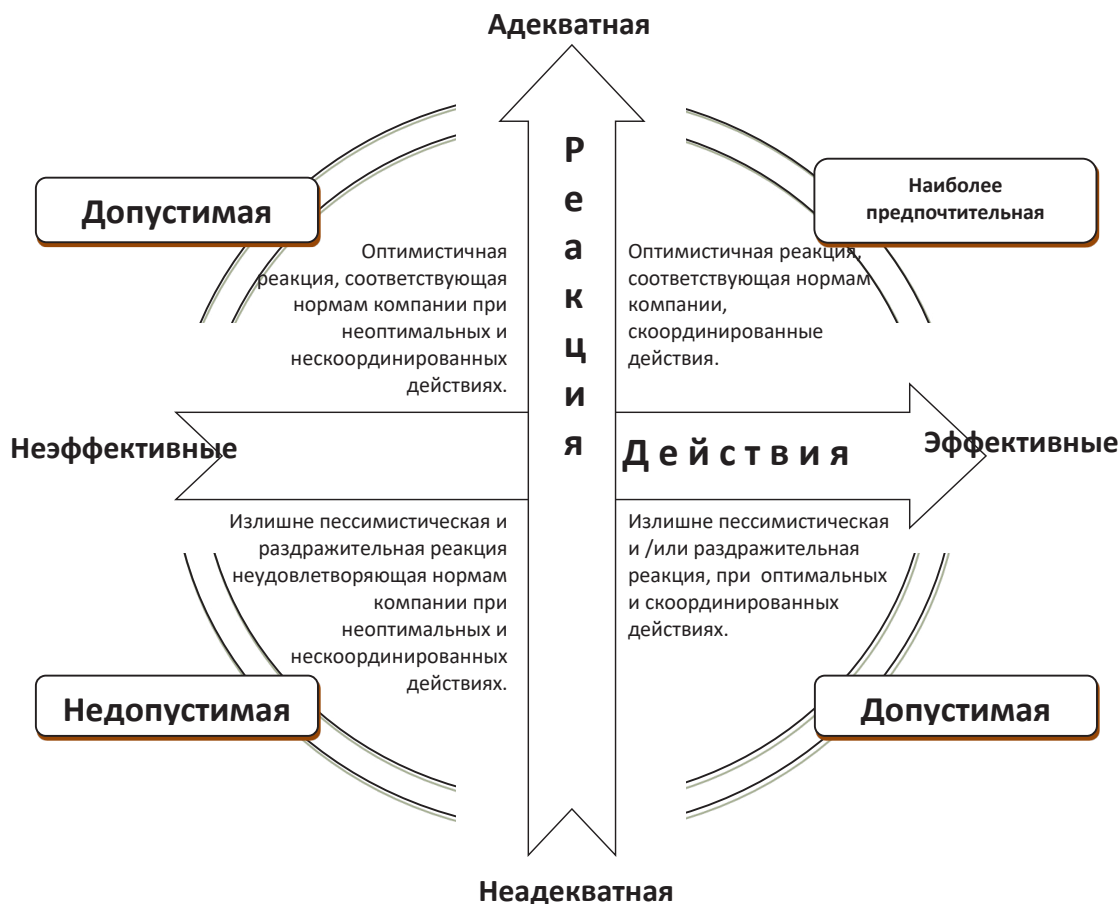 Адекватная
Реакция
Допустимая
Наиболее
предпочтительная
Оптимистичная
реакция, соответствующая
нормам компании при
неоптимальных и
нескоординированных
действиях.
Оптимистичная реакция,
соответствующая нормам
компании,
скоординированные
действия.
Неэффективные
Действия
Эффективные
Излишне пессимистическая и
раздражительная реакция
неудовлетворяющая нормам
компании при
неоптимальных и
нескоординированных
действиях.
Излишне пессимистическая
и /или раздражительная
реакция, при оптимальных
и скоординированных
действиях.
Недопустимая
Допустимая
Неадекватная